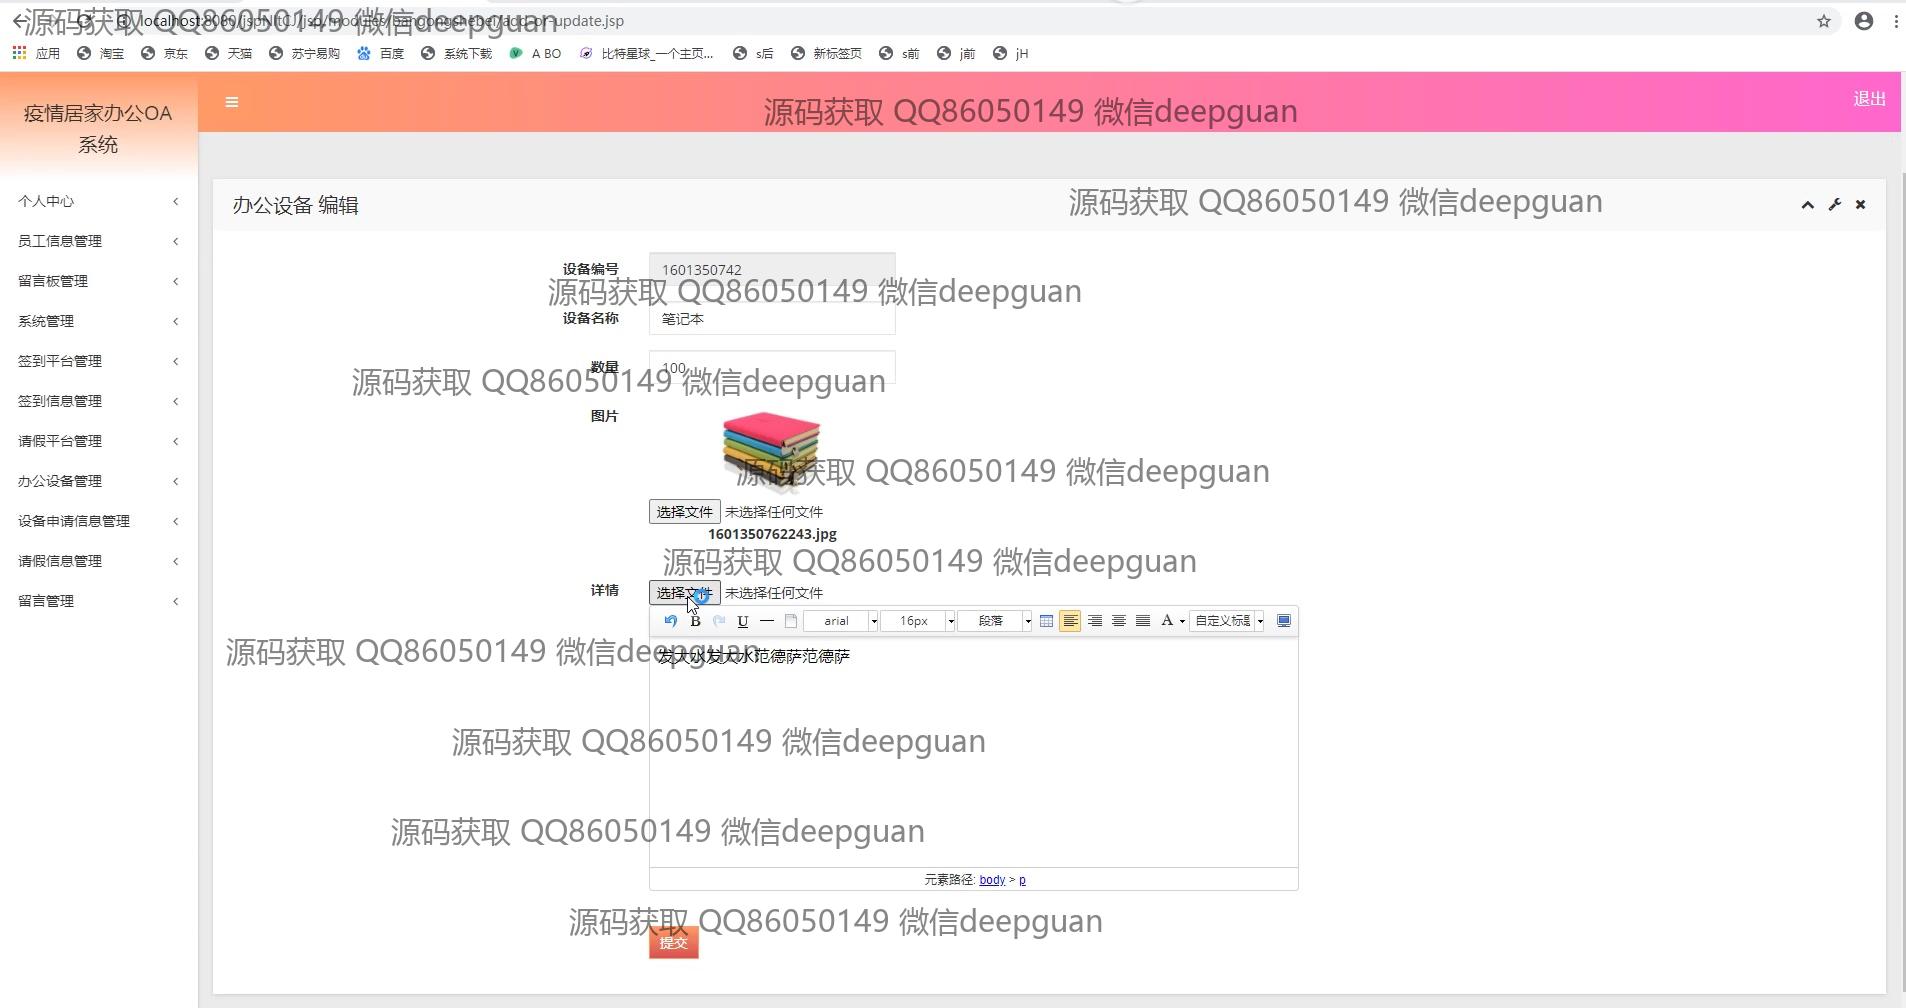 localhost:8080/jspNItCJ/jsp/modules/bangongshebei/add-or-update.jsp
源码获取 QQ86050149 微信deepguan
应用 淘宝 京东 天猫 苏宁易购 百度 系统下载 A BO 比特星球_一个主页... s后 新标签页 s前 j前 jH
疫情居家办公OA
系统
源码获取 QQ86050149 微信deepguan
退出
个人中心
员工信息管理
留言板管理
系统管理
签到平台管理
签到信息管理
请假平台管理
办公设备管理
设备申请信息管理
请假信息管理
留言管理
办公设备 编辑
源码获取 QQ86050149 微信deepguan
设备编号 1601350742
源码获取 QQ86050149 微信deepguan
设备名称 笔记本
数量 100
源码获取 QQ86050149 微信deepguan
图片
源码获取 QQ86050149 微信deepguan
选择文件 未选择任何文件
1601350762243.jpg
源码获取 QQ86050149 微信deepguan
详情 选择文件 未选择任何文件
B U arial 16px 段落 A 自定义标题
源码获取 QQ86050149 微信deepguan
发大水发大水范德萨范德萨
源码获取 QQ86050149 微信deepguan
源码获取 QQ86050149 微信deepguan
元素路径: body > p
源码获取 QQ86050149 微信deepguan
提交